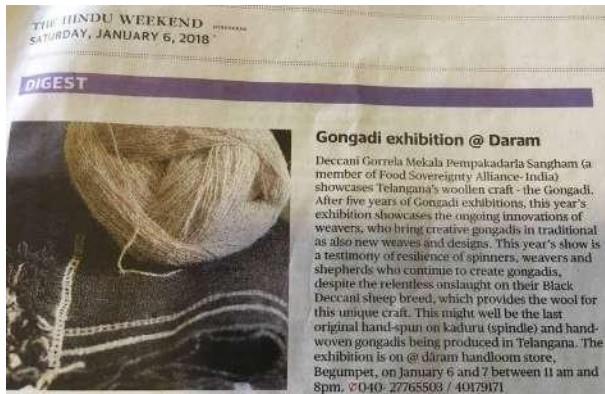 THE HINDU WEEKEND
SATURDAY, JANUARY 6, 2018
DIGEST
Gongadi exhibition @ Daram
Deccani Gorrela Mekala Pempakadarla Sangham (a
member of Food Sovereignty Alliance- India)
showcases Telangana's woollen craft - the Gongadi.
After five years of Gongadi exhibitions, this year's
exhibition showcases the ongoing innovations of
weavers, who bring creative gongadis in traditional
as also new weaves and designs. This year's show is
a testimony of resilience of spinners, weavers and
shepherds who continue to create gongadis,
despite the relentless onslaught on their Black
Deccani sheep breed, which provides the wool for
this unique craft. This might well be the last
original hand-spun on kaduru (spindle) and hand-
woven gongadis being produced in Telangana. The
exhibition is on @ dāram handloom store,
Begumpet, on January 6 and 7 between 11 am and
8pm. ✆040- 27765503 / 40179171